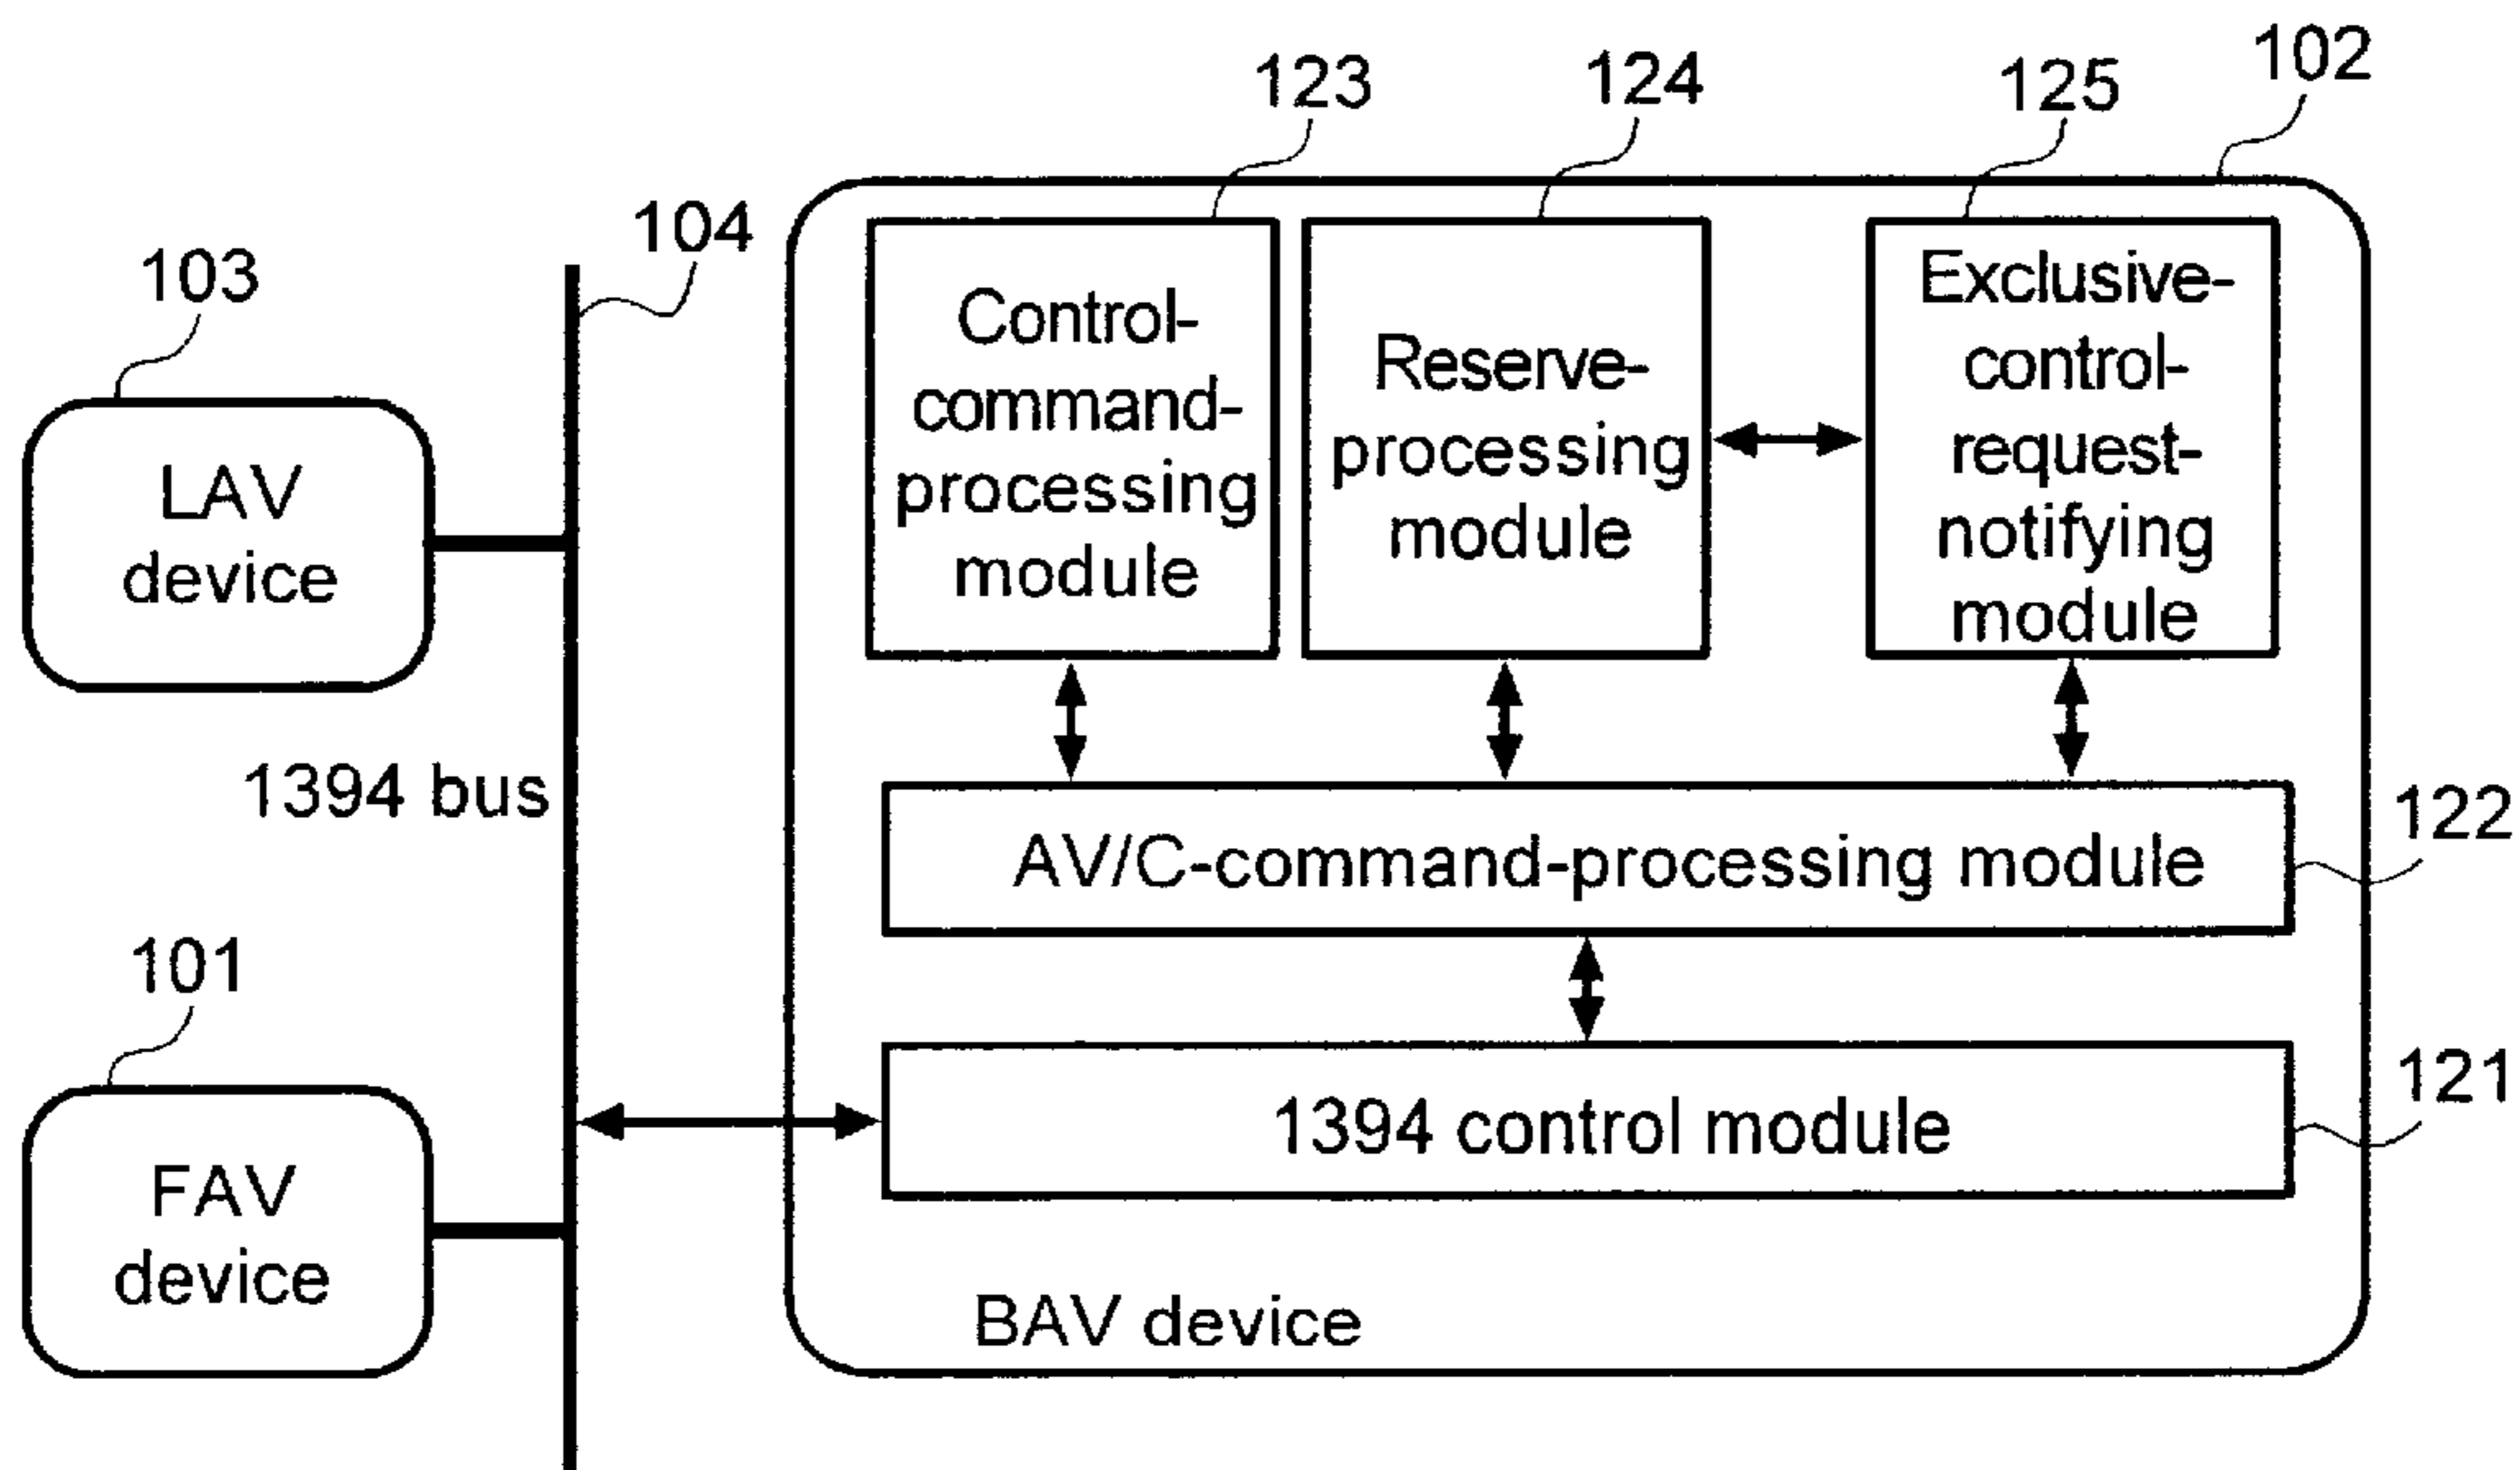 102
123
124
125
104
103
Control-
command-
processing
module
Reserve-
processing
module
Exclusive-
control-
request-
notifying
module
LAV
device
1394 bus
122
AV/C-command-processing module
101
121
1394 control module
FAV
device
BAV device